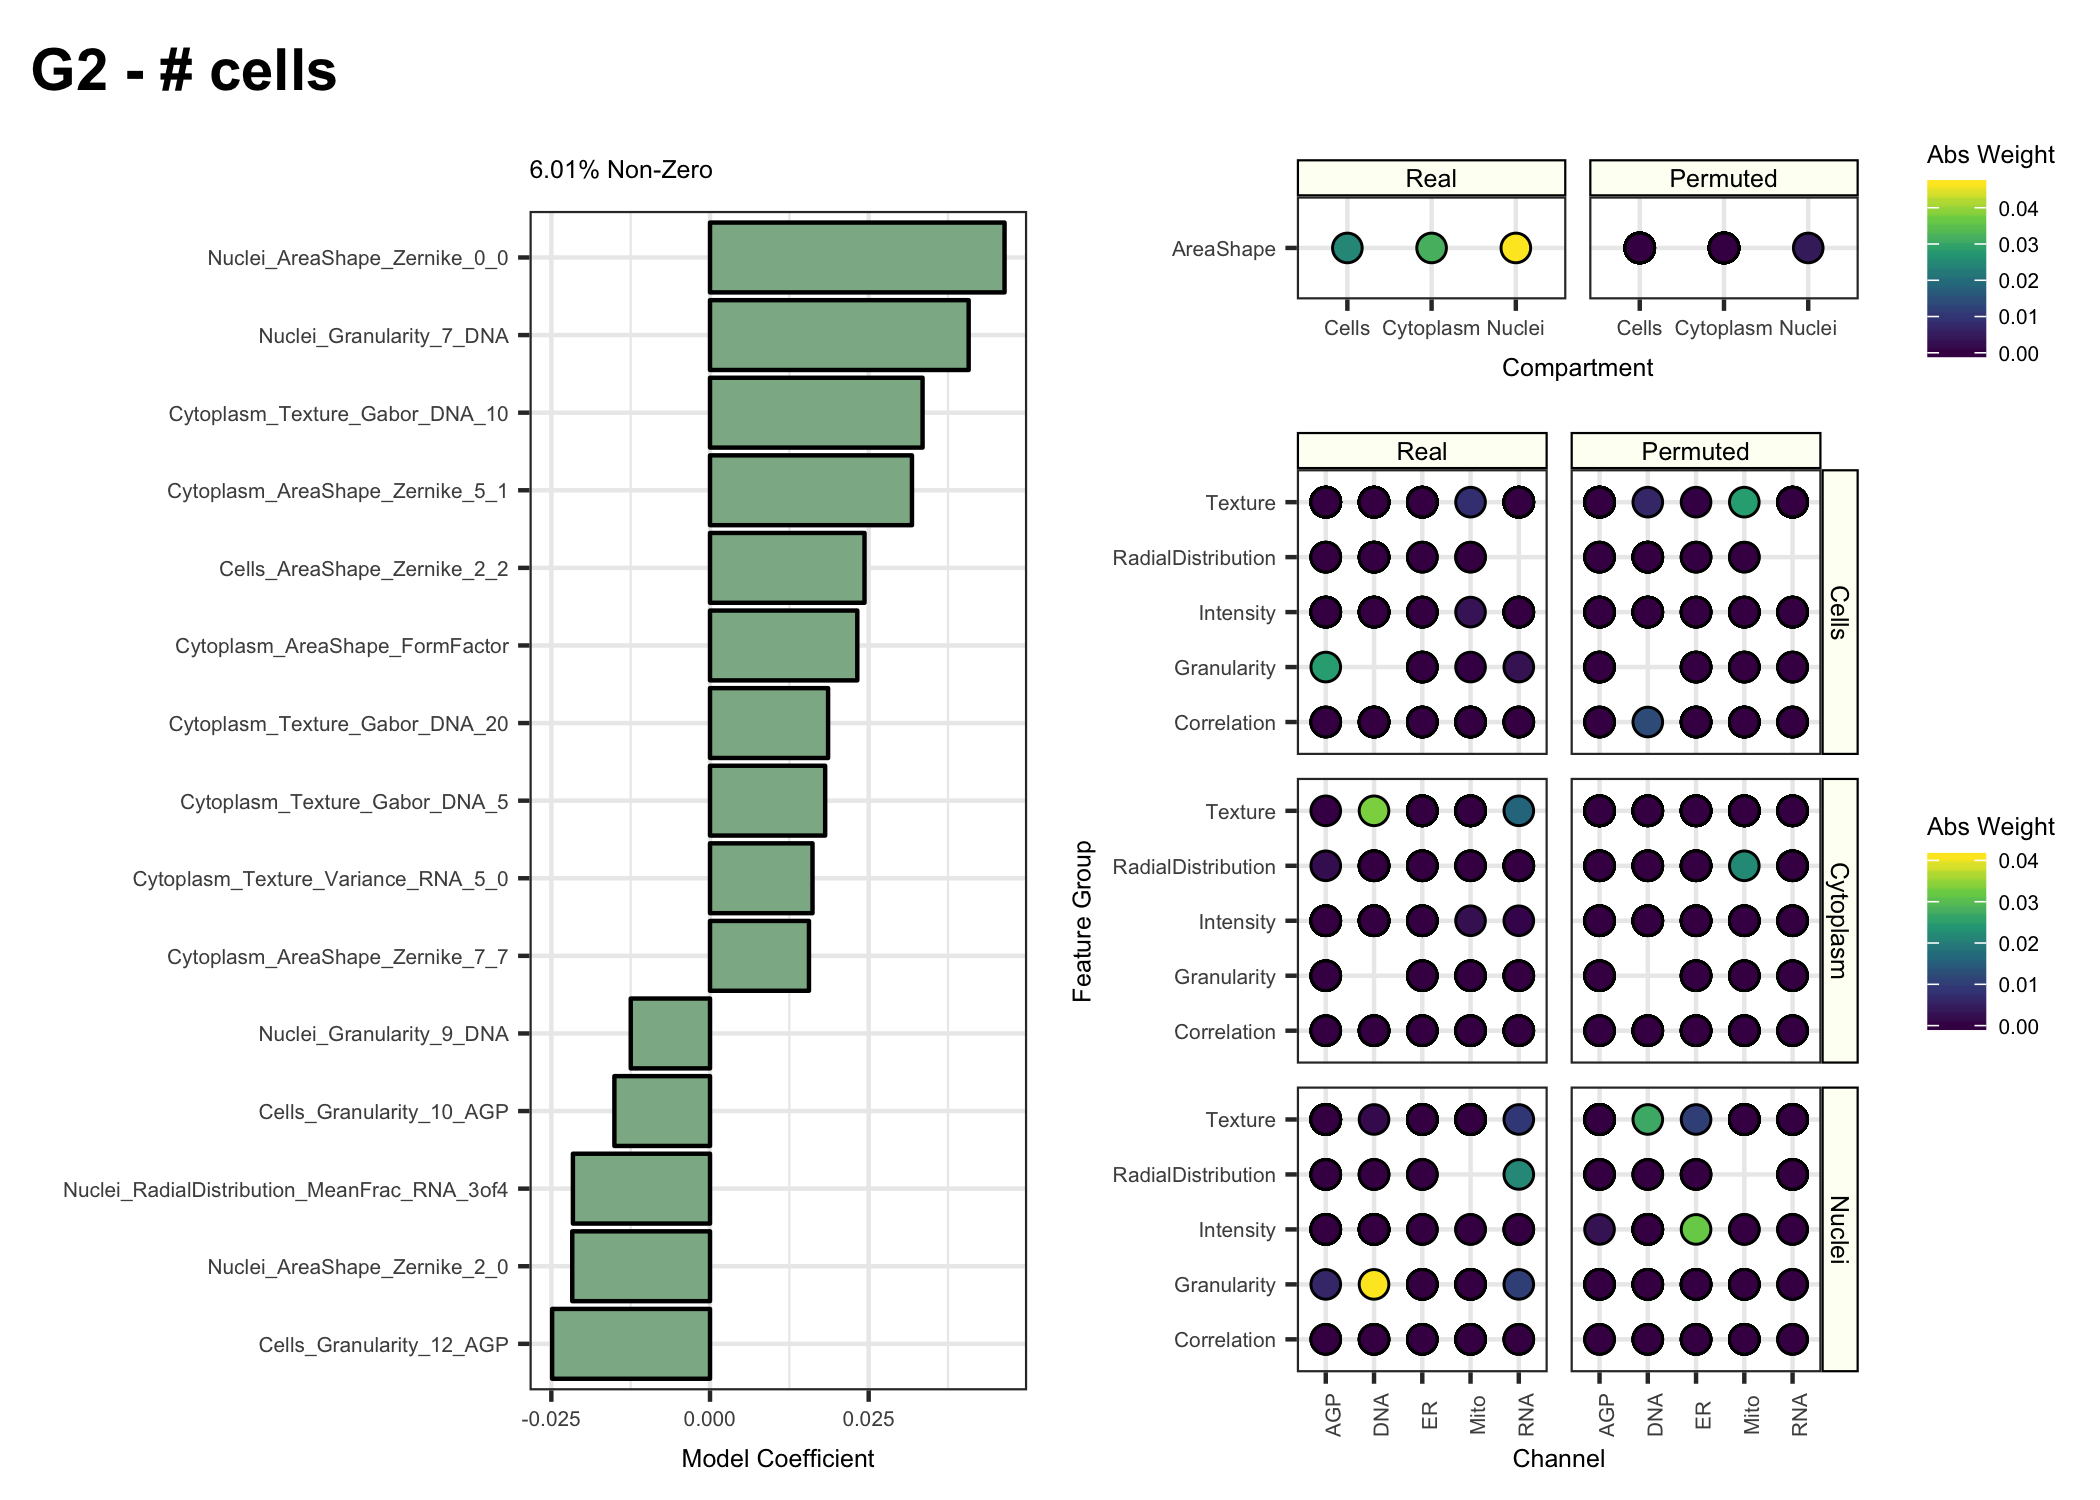 G2 - # cells
6.01% Non-Zero
Nuclei_AreaShape_Zernike_0_0
Nuclei_Granularity_7_DNA
Cytoplasm_Texture_Gabor_DNA_10
Cytoplasm_AreaShape_Zernike_5_1
Cells_AreaShape_Zernike_2_2
Cytoplasm_AreaShape_FormFactor
Cytoplasm_Texture_Gabor_DNA_20
Cytoplasm_Texture_Gabor_DNA_5
Cytoplasm_Texture_Variance_RNA_5_0
Cytoplasm_AreaShape_Zernike_7_7
Nuclei_Granularity_9_DNA
Cells_Granularity_10_AGP
Nuclei_RadialDistribution_MeanFrac_RNA_3of4
Nuclei_AreaShape_Zernike_2_0
Cells_Granularity_12_AGP
-0.025 0.000 0.025
Model Coefficient
Real Permuted
AreaShape
Cells Cytoplasm Nuclei Cells Cytoplasm Nuclei
Compartment
Abs Weight
0.04
0.03
0.02
0.01
0.00
Real Permuted
Feature Group
Texture
RadialDistribution
Intensity
Granularity
Correlation
Cells
Texture
RadialDistribution
Intensity
Granularity
Correlation
Cytoplasm
Texture
RadialDistribution
Intensity
Granularity
Correlation
Nuclei
AGP DNA ER Mito RNA AGP DNA ER Mito RNA
Channel
Abs Weight
0.04
0.03
0.02
0.01
0.00